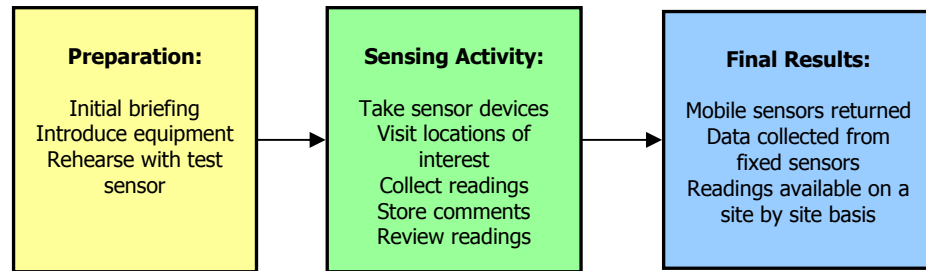 Preparation:
Initial briefing
Introduce equipment
Rehearse with test
sensor
Sensing Activity:
Take sensor devices
Visit locations of
interest
Collect readings
Store comments
Review readings
Final Results:
Mobile sensors returned
Data collected from
fixed sensors
Readings available on a
site by site basis